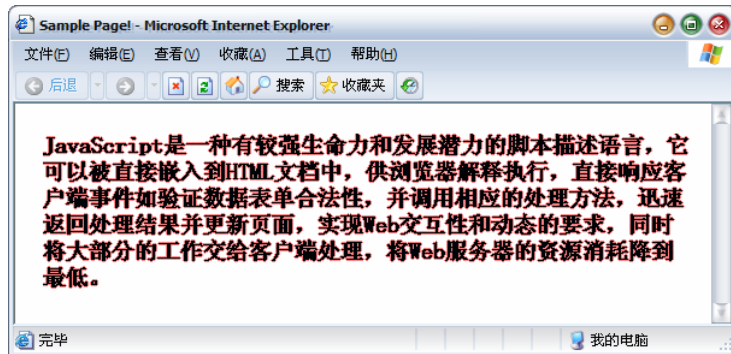 Sample Page! - Microsoft Internet Explorer
文件(F) 编辑(E) 查看(V) 收藏(A) 工具(T) 帮助(H)
后退 搜索 收藏夹
JavaScript是一种有较强生命力和发展潜力的脚本描述语言，它
可以被直接嵌入到HTML文档中，供浏览器解释执行，直接响应客
户端事件如验证数据表单合法性，并调用相应的处理方法，迅速
返回处理结果并更新页面，实现Web交互性和动态的要求，同时
将大部分的工作交给客户端处理，将Web服务器的资源消耗降到
最低。
完毕 我的电脑